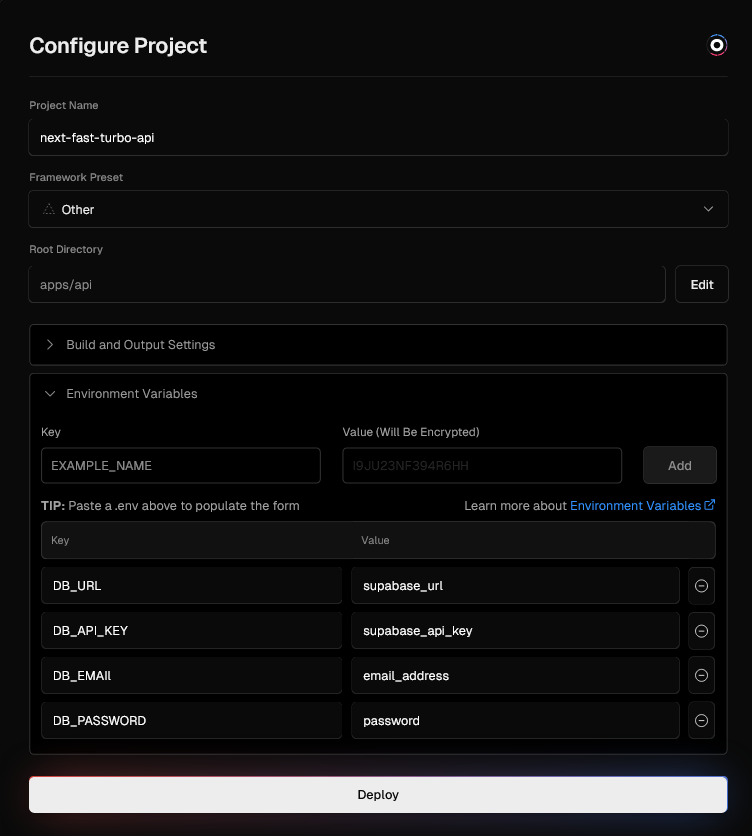 Configure Project
Project Name
next-fast-turbo-api
Framework Preset
Other
Root Directory
apps/api
Edit
Build and Output Settings
Environment Variables
Key
Value (Will Be Encrypted)
EXAMPLE_NAME
I9JU23NF394R6HH
Add
TIP: Paste a .env above to populate the form
Learn more about Environment Variables
Key
Value
DB_URL
supabase_url
DB_API_KEY
supabase_api_key
DB_EMAIl
email_address
DB_PASSWORD
password
Deploy